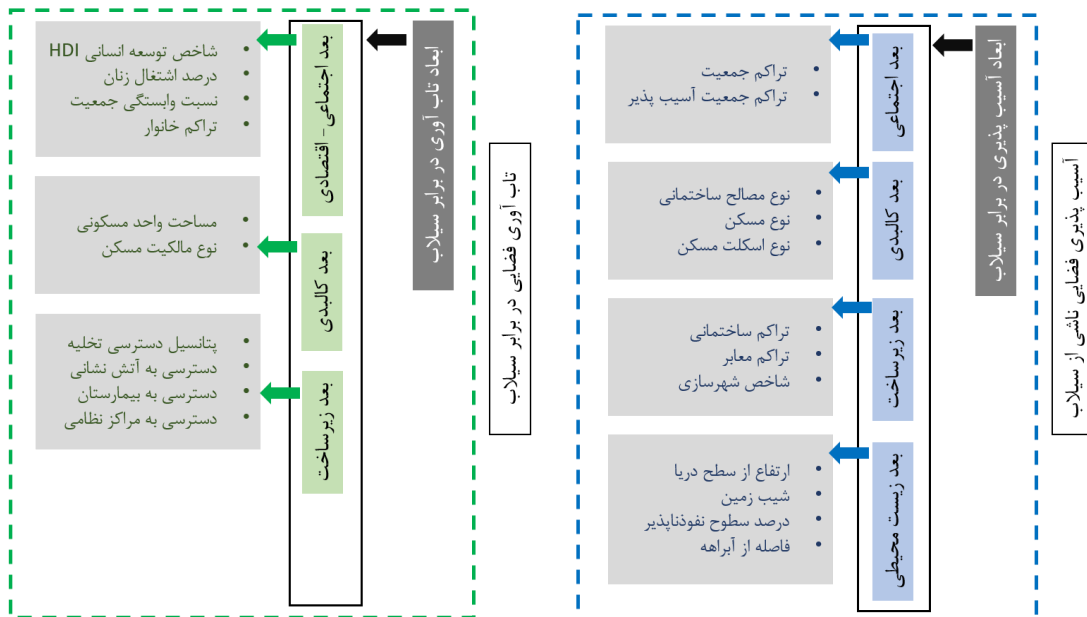 آسیب پذیری فضایی ناشی از سیلاب
ابعاد آسیب پذیری در برابر سیلاب
بعد اجتماعی
تراکم جمعیت
تراکم جمعیت آسیب پذیر
بعد کالبدی
نوع مصالح ساختمانی
نوع مسکن
نوع اسکلت مسکن
بعد زیرساخت
تراکم ساختمانی
تراکم معابر
شاخص شهرسازی
بعد زیست محیطی
ارتفاع از سطح دریا
شیب زمین
درصد سطوح نفوذناپذیر
فاصله از آبراهه
تاب آوری فضایی در برابر سیلاب
ابعاد تاب آوری در برابر سیلاب
بعد اجتماعی - اقتصادی
شاخص توسعه انسانی HDI
درصد اشتغال زنان
نسبت وابستگی جمعیت
تراکم خانوار
بعد کالبدی
مساحت واحد مسکونی
نوع مالکیت مسکن
بعد زیرساخت
پتانسیل دسترسی تخلیه
دسترسی به آتش نشانی
دسترسی به بیمارستان
دسترسی به مراکز نظامی